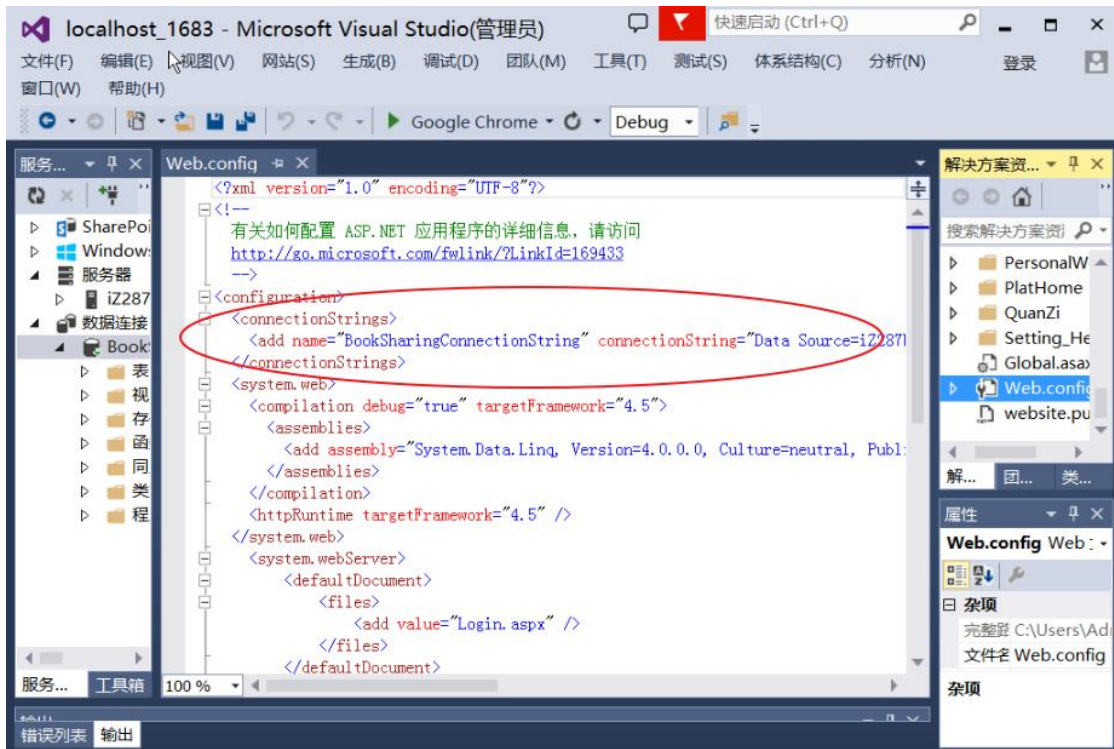 localhost_1683 - Microsoft Visual Studio(管理员)
快速启动 (Ctrl+Q)
文件(F) 编辑(E) 视图(V) 网站(S) 生成(B) 调试(D) 团队(M) 工具(T) 测试(S) 体系结构(C) 分析(N) 登录
窗口(W) 帮助(H)
Google Chrome Debug
服务...
SharePoi
Window
服务器
iZ287
数据连接
Book
表
视
存
函
同
类
程
服务... 工具箱
Web.config
<?xml version="1.0" encoding="UTF-8"?>
<!--
有关如何配置 ASP.NET 应用程序的详细信息，请访问
http://go.microsoft.com/fwlink/?LinkId=169433
-->
<configuration>
<connectionStrings>
<add name="BookSharingConnectionString" connectionString="Data Source=iZ287
</connectionStrings>
<system.web>
<compilation debug="true" targetFramework="4.5">
<assemblies>
<add assembly="System.Data.Linq, Version=4.0.0.0, Culture=neutral, Publ
</assemblies>
</compilation>
<httpRuntime targetFramework="4.5" />
</system.web>
<system.webServer>
<defaultDocument>
<files>
<add value="Login.aspx" />
</files>
</defaultDocument>
100 %
解决方案资...
搜索解决方案资
PersonalW
PlatHome
QuanZi
Setting_He
Global.asax
Web.config
website.pu
解... 团... 类...
属性
Web.config Web
杂项
完整路 C:\Users\Adr
文件名 Web.config
杂项
错误列表 输出